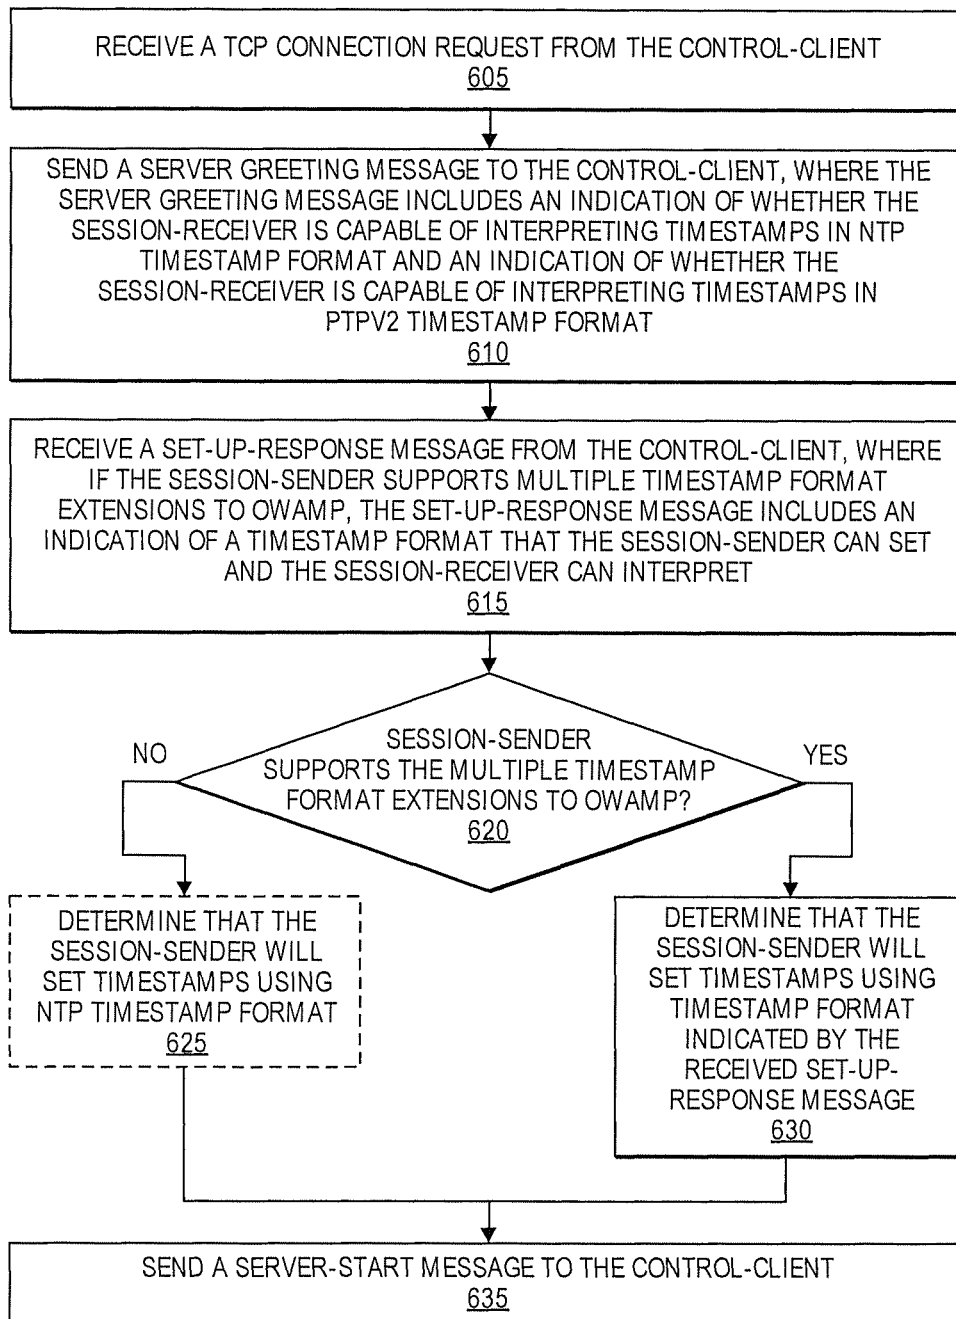 RECEIVE A TCP CONNECTION REQUEST FROM THE CONTROL-CLIENT
605
SEND A SERVER GREETING MESSAGE TO THE CONTROL-CLIENT, WHERE THE
SERVER GREETING MESSAGE INCLUDES AN INDICATION OF WHETHER THE
SESSION-RECEIVER IS CAPABLE OF INTERPRETING TIMESTAMPS IN NTP
TIMESTAMP FORMAT AND AN INDICATION OF WHETHER THE
SESSION-RECEIVER IS CAPABLE OF INTERPRETING TIMESTAMPS IN
PTPV2 TIMESTAMP FORMAT
610
RECEIVE A SET-UP-RESPONSE MESSAGE FROM THE CONTROL-CLIENT, WHERE
IF THE SESSION-SENDER SUPPORTS MULTIPLE TIMESTAMP FORMAT
EXTENSIONS TO OWAMP, THE SET-UP-RESPONSE MESSAGE INCLUDES AN
INDICATION OF A TIMESTAMP FORMAT THAT THE SESSION-SENDER CAN SET
AND THE SESSION-RECEIVER CAN INTERPRET
615
NO
SESSION-SENDER
SUPPORTS THE MULTIPLE TIMESTAMP
FORMAT EXTENSIONS TO OWAMP?
620
YES
DETERMINE THAT THE
SESSION-SENDER WILL
SET TIMESTAMPS USING
NTP TIMESTAMP FORMAT
625
DETERMINE THAT THE
SESSION-SENDER WILL
SET TIMESTAMPS USING
TIMESTAMP FORMAT
INDICATED BY THE
RECEIVED SET-UP-
RESPONSE MESSAGE
630
SEND A SERVER-START MESSAGE TO THE CONTROL-CLIENT
635